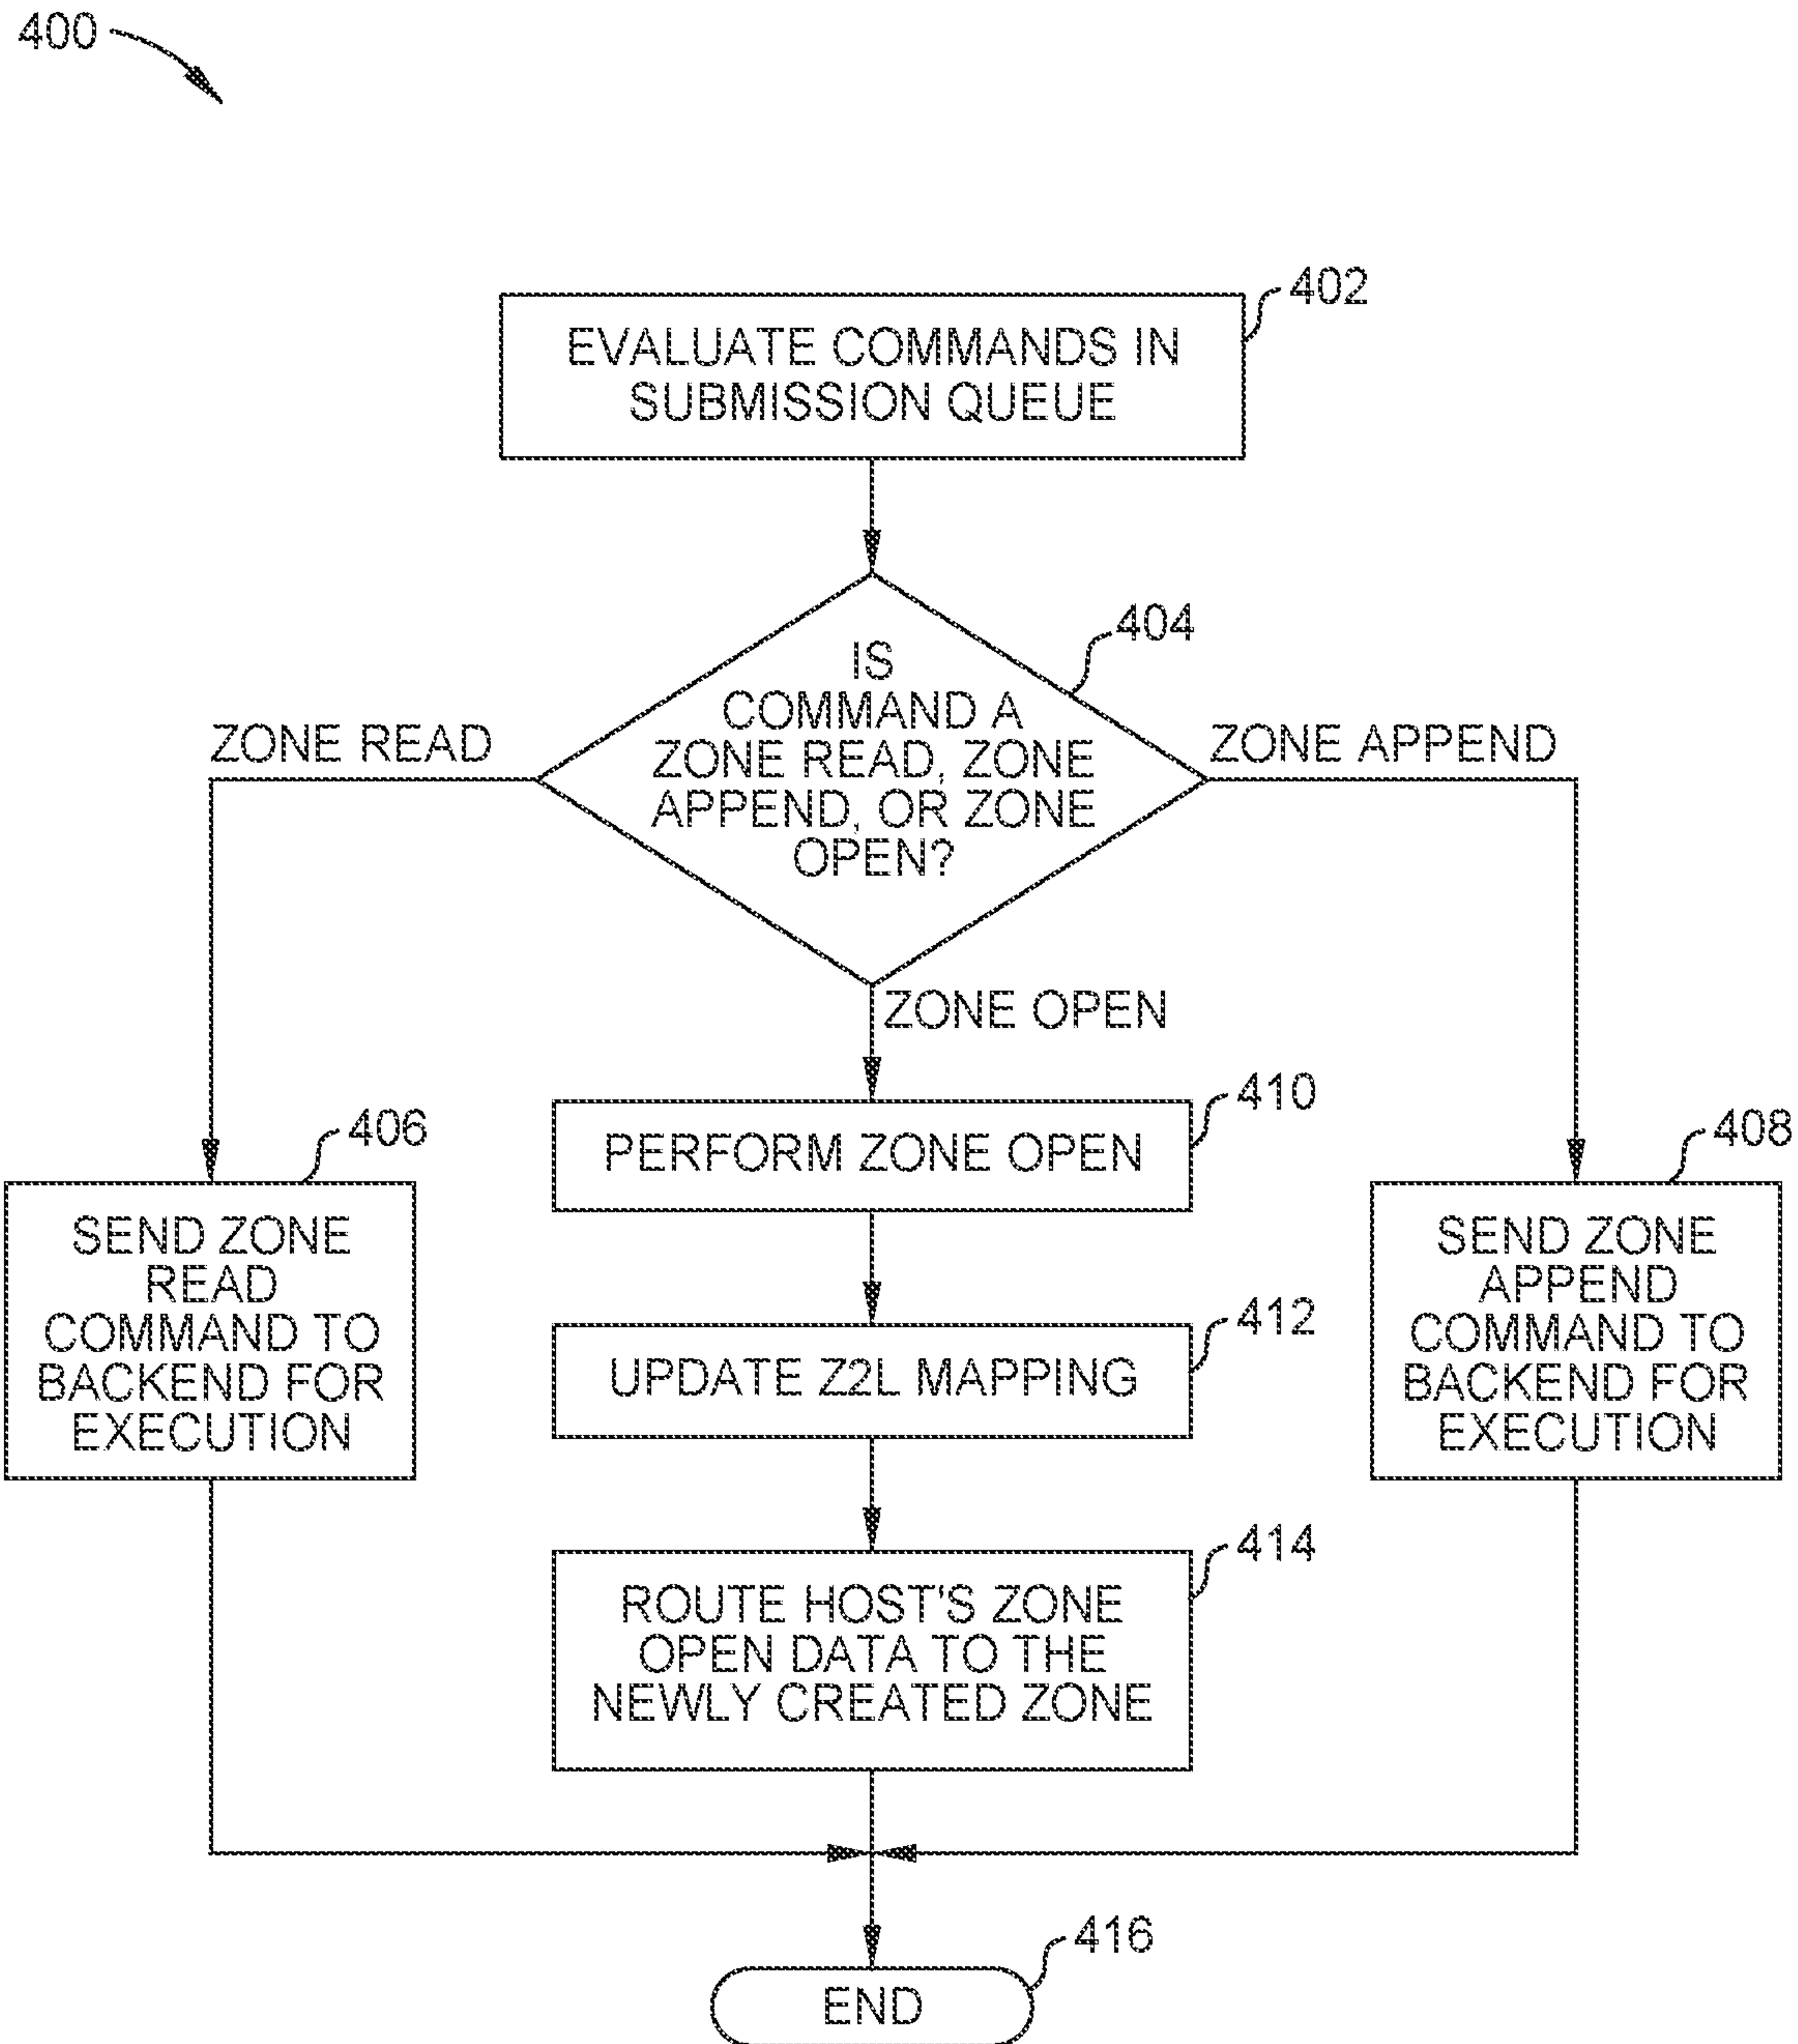 400
402
EVALUATE COMMANDS IN
SUBMISSION QUEUE
404
IS
COMMAND A
ZONE READ, ZONE
APPEND, OR ZONE
OPEN?
ZONE READ
ZONE APPEND
ZONE OPEN
406
SEND ZONE
READ
COMMAND TO
BACKEND FOR
EXECUTION
410
PERFORM ZONE OPEN
412
UPDATE Z2L MAPPING
414
ROUTE HOST'S ZONE
OPEN DATA TO THE
NEWLY CREATED ZONE
408
SEND ZONE
APPEND
COMMAND TO
BACKEND FOR
EXECUTION
416
END